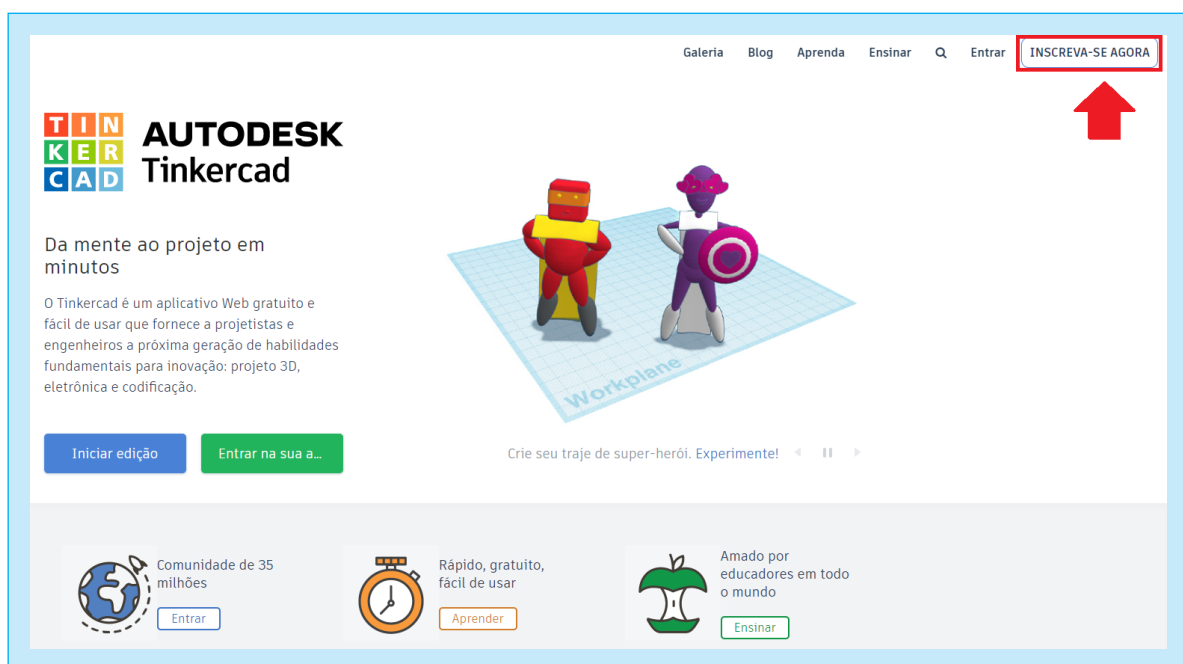 Galeria Blog Aprenda Ensinar Entrar INSCREVA-SE AGORA
TIN
KER
CAD
AUTODESK
Tinkercad
Da mente ao projeto em
minutos
O Tinkercad é um aplicativo Web gratuito e
fácil de usar que fornece a projetistas e
engenheiros a próxima geração de habilidades
fundamentais para inovação: projeto 3D,
eletrônica e codificação.
Iniciar edição
Entrar na sua a...
Workplane
Crie seu traje de super-herói. Experimente!
Comunidade de 35
milhões
Entrar
Rápido, gratuito,
fácil de usar
Aprender
Amado por
educadores em todo
o mundo
Ensinar